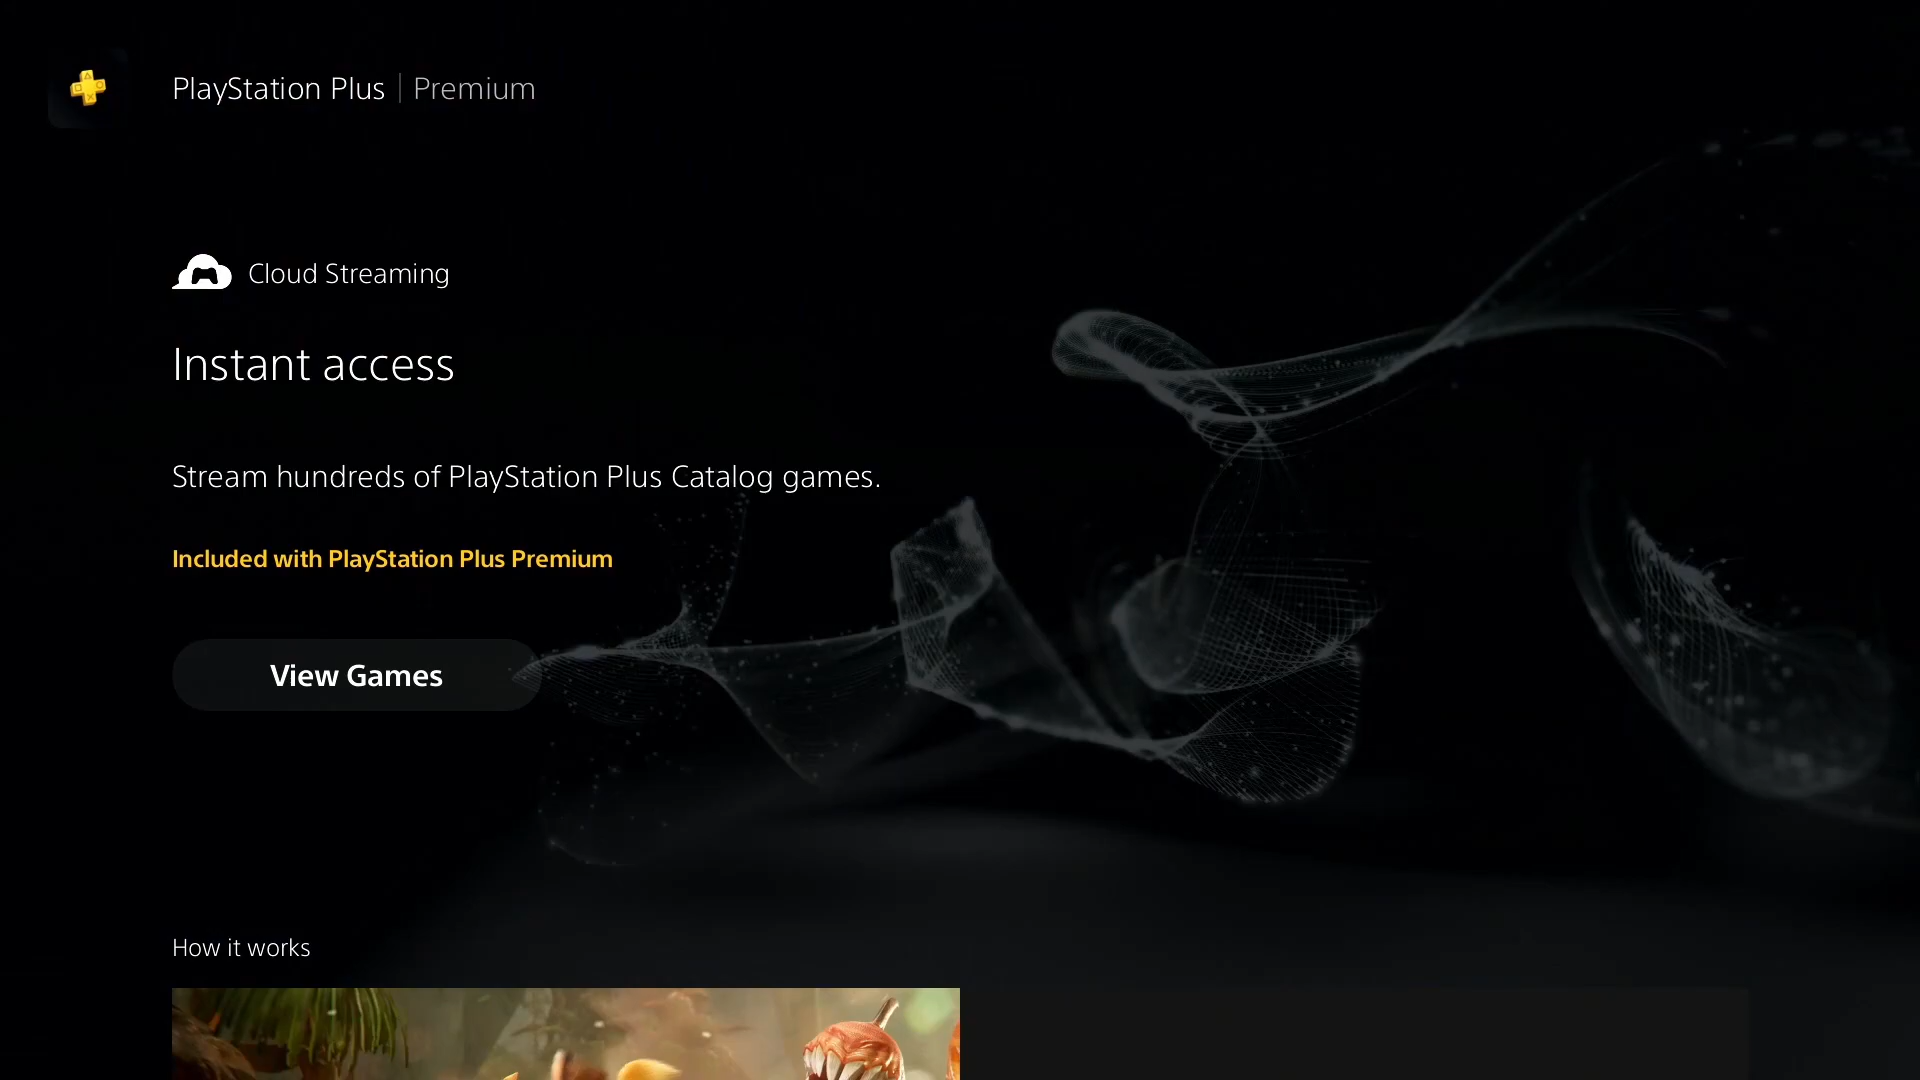 PlayStation Plus | Premium
Cloud Streaming
Instant access
Stream hundreds of PlayStation Plus Catalog games.
Included with PlayStation Plus Premium
View Games
How it works